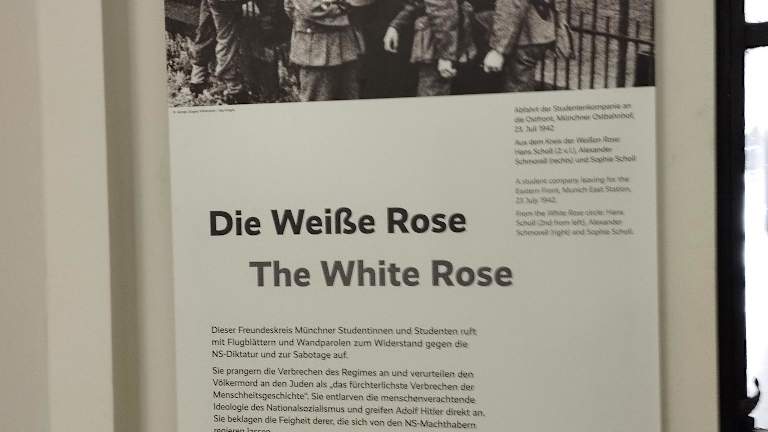 Abfahrt der Studentenkompanie an
die Ostfront, Münchner Ostbahnhof,
23. Juli 1942.
Aus dem Kreis der Weißen Rose:
Hans Scholl (2. v. l.), Alexander
Schmorell (rechts) und Sophie Scholl
A student company leaving for the
Eastern Front, Munich East Station,
23 July 1942.
From the White Rose circle: Hans
Scholl (2nd from left), Alexander
Schmorell (right) and Sophie Scholl.
Die Weiße Rose
The White Rose
Dieser Freundeskreis Münchner Studentinnen und Studenten ruft
mit Flugblättern und Wandparolen zum Widerstand gegen die
NS-Diktatur und zur Sabotage auf.
Sie prangern die Verbrechen des Regimes an und verurteilen den
Völkermord an den Juden als „das fürchterlichste Verbrechen der
Menschheitsgeschichte“. Sie entlarven die menschenverachtende
Ideologie des Nationalsozialismus und greifen Adolf Hitler direkt an.
Sie beklagen die Feigheit derer, die sich von den NS-Machthabern
regieren lassen